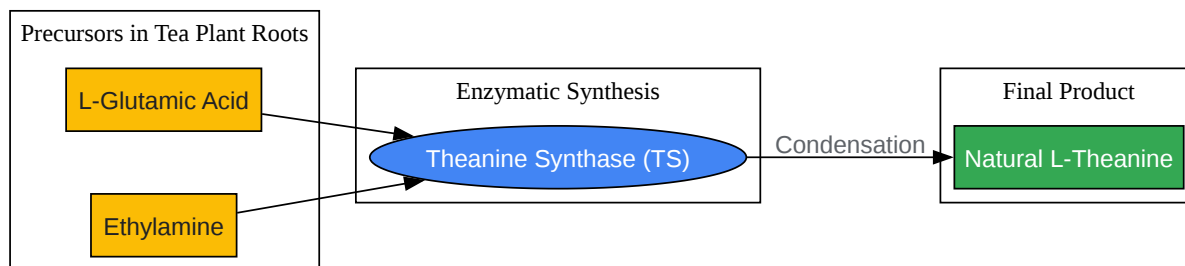 Precursors in Tea Plant Roots
L-Glutamic Acid
Ethylamine
Enzymatic Synthesis
Theanine Synthase (TS)
Condensation
Final Product
Natural L-Theanine